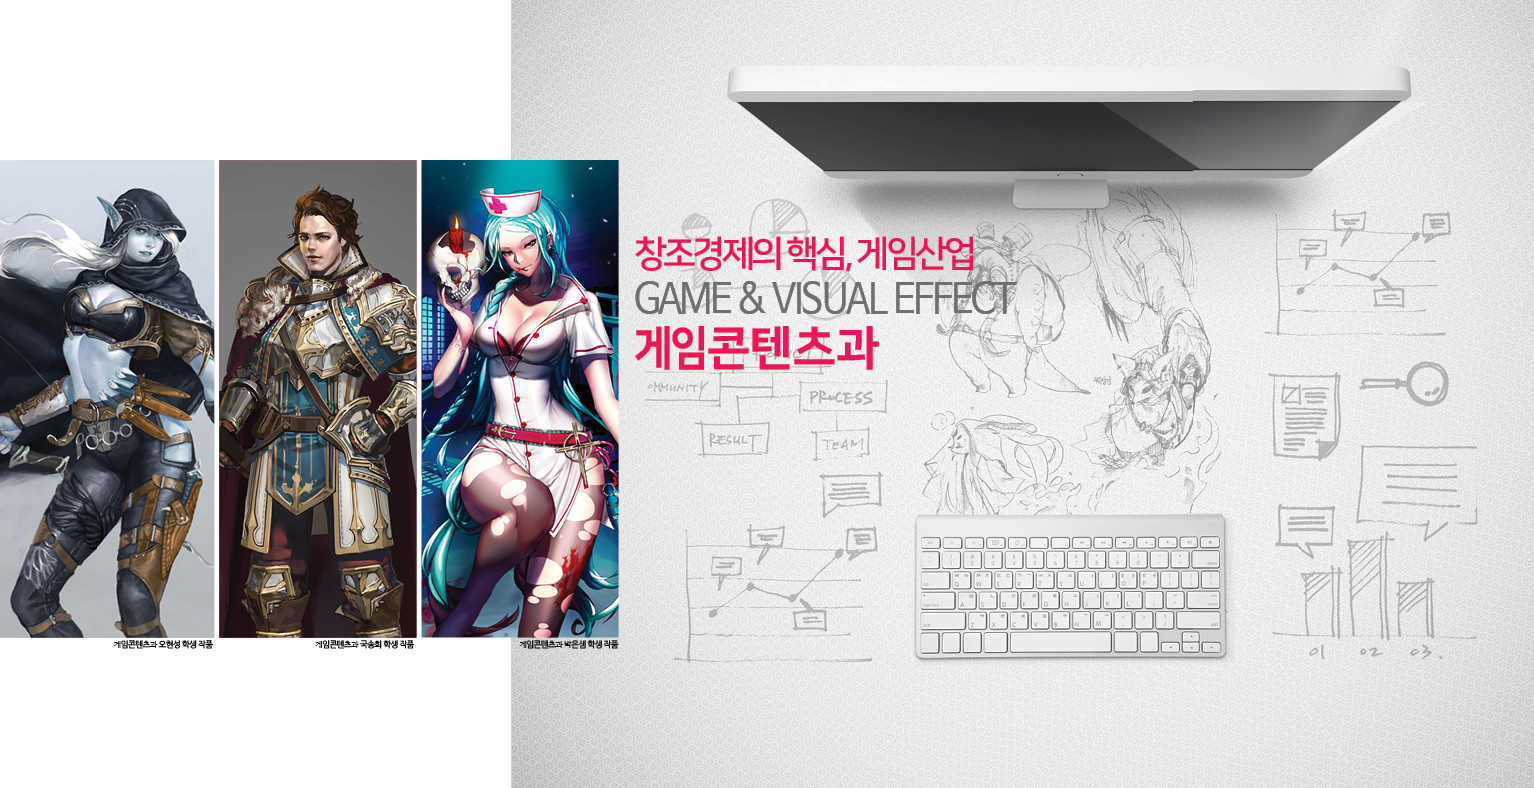 창조경제의 핵심, 게임산업
GAME & VISUAL EFFECT
게임콘텐츠과
PROCESS
RESULT
TEAM
게임콘텐츠과 오현성 학생 작품
게임콘텐츠과 국송희 학생 작품
게임콘텐츠과 박은샘 학생 작품
01 02 03.